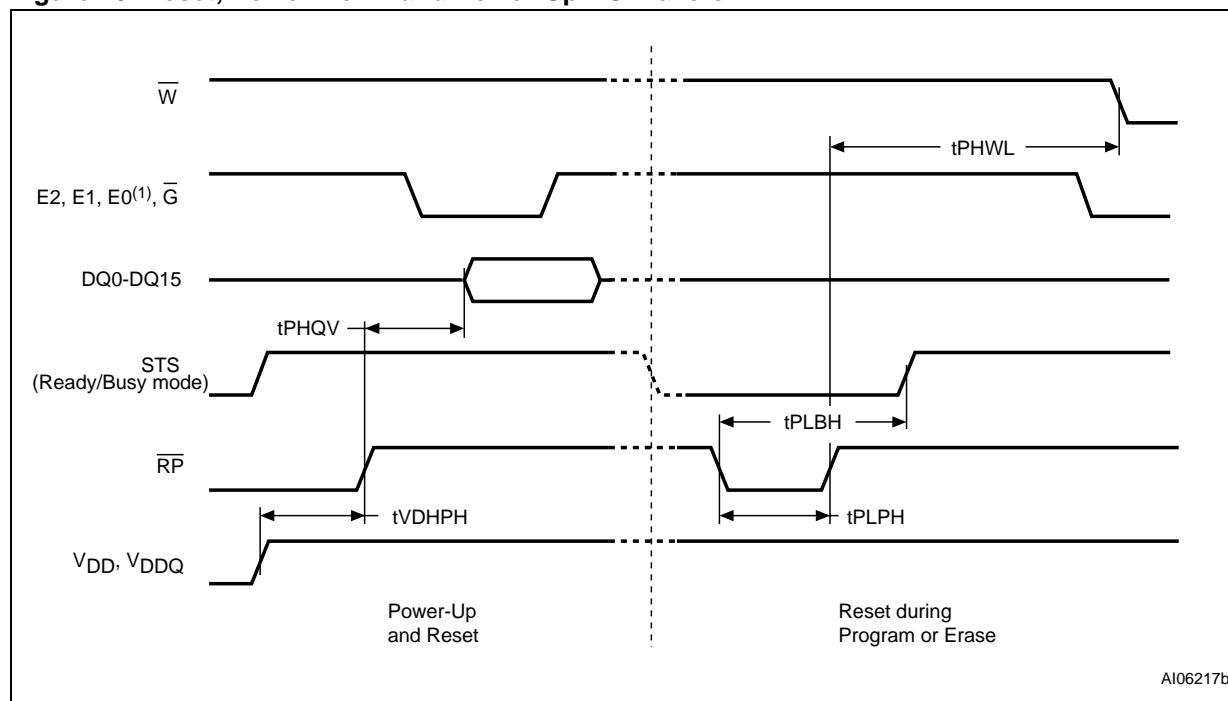 W
tPHWL
E2, E1, E0(1), G
DQ0-DQ15
tPHQV
STS
(Ready/Busy mode)
tPLBH
RP
tVDHPH
tPLPH
VDD, VDDQ
Power-Up
and Reset
Reset during
Program or Erase
AI06217b